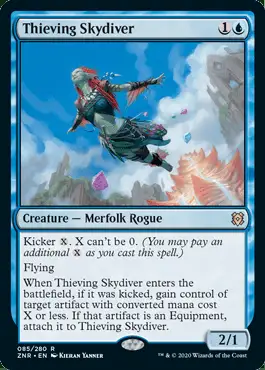 Thieving Skydiver 1
Creature — Merfolk Rogue
Kicker X. X can't be 0. (You may pay an
additional X as you cast this spell.)
Flying
When Thieving Skydiver enters the
battlefield, if it was kicked, gain control of
target artifact with converted mana cost
X or less. If that artifact is an Equipment,
attach it to Thieving Skydiver.
2/1
085/280 R
ZNR • EN KIERAN YANNER
™ & © 2020 Wizards of the Coast